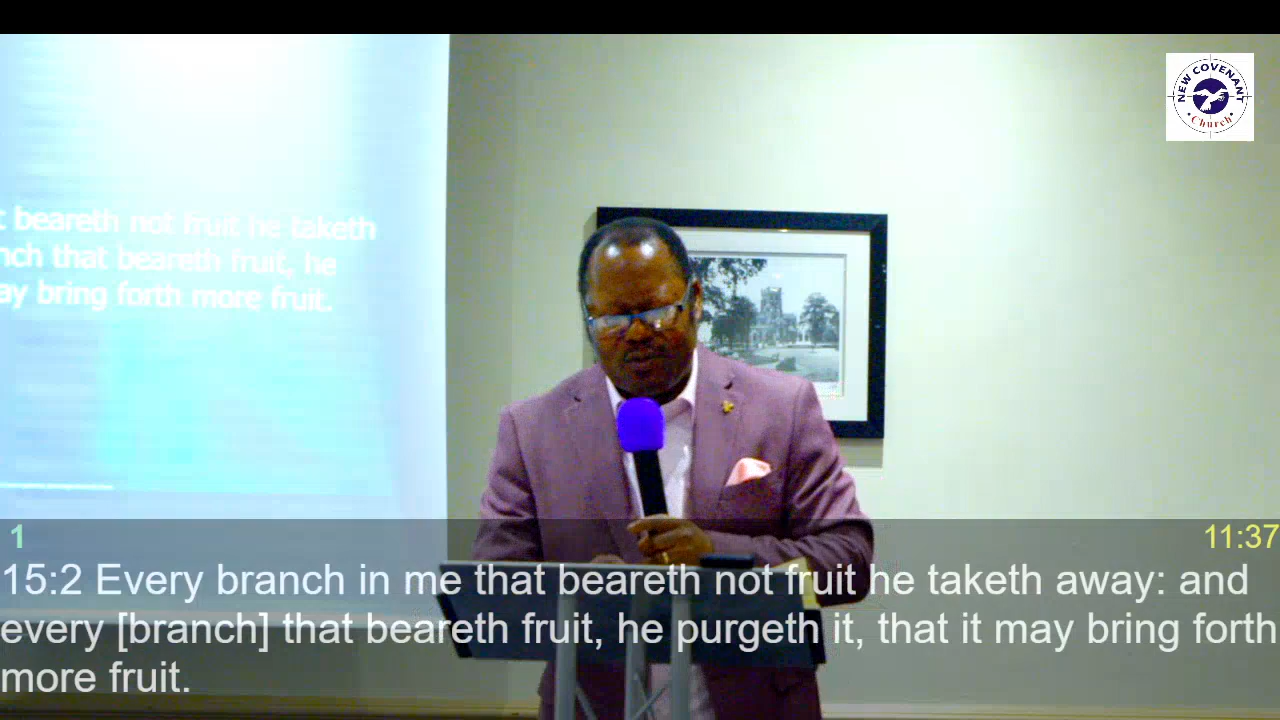 NEW COVENANT
Church
beareth not fruit he taketh
that beareth fruit, he
bring forth more fruit.
1
11:37
15:2 Every branch in me that beareth not fruit he taketh away: and
every [branch] that beareth fruit, he purgeth it, that it may bring forth
more fruit.